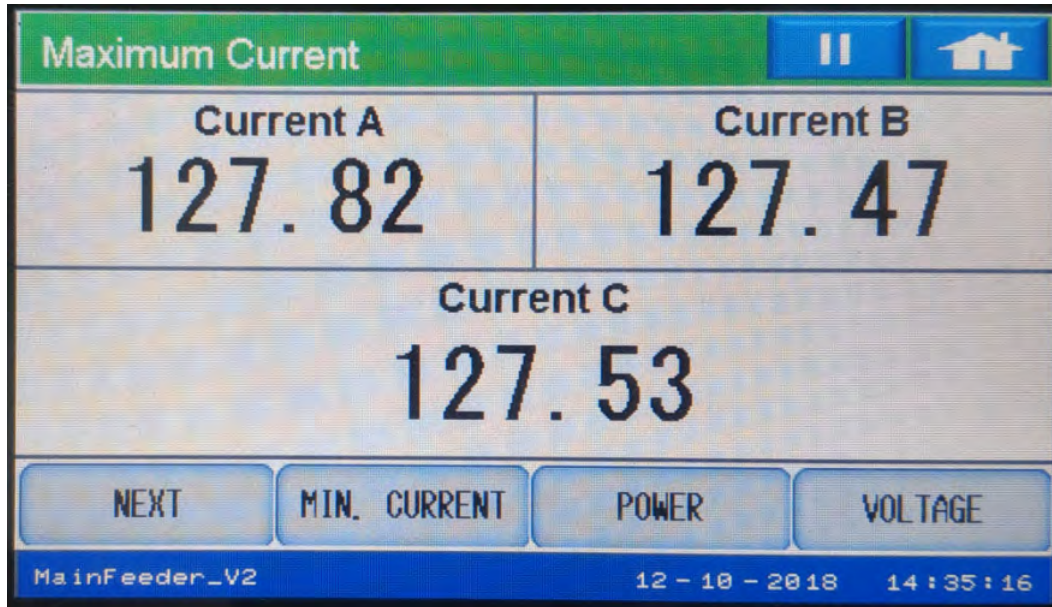 Maximum Current
Current A
127.82
Current B
127.47
Current C
127.53
NEXT
MIN. CURRENT
POWER
VOLTAGE
MainFeeder_V2
12-10-2018 14:35:16